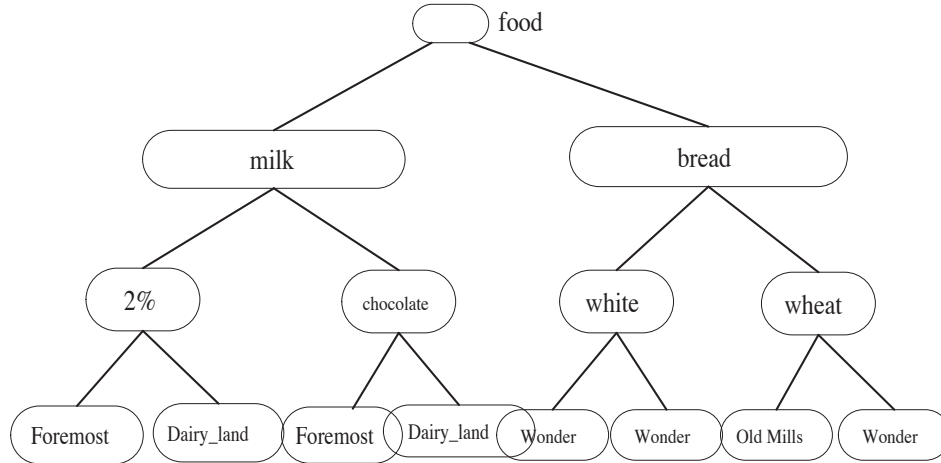 food
milk
bread
2%
chocolate
white
wheat
Foremost
Dairy_land
Foremost
Dairy_land
Wonder
Wonder
Old Mills
Wonder